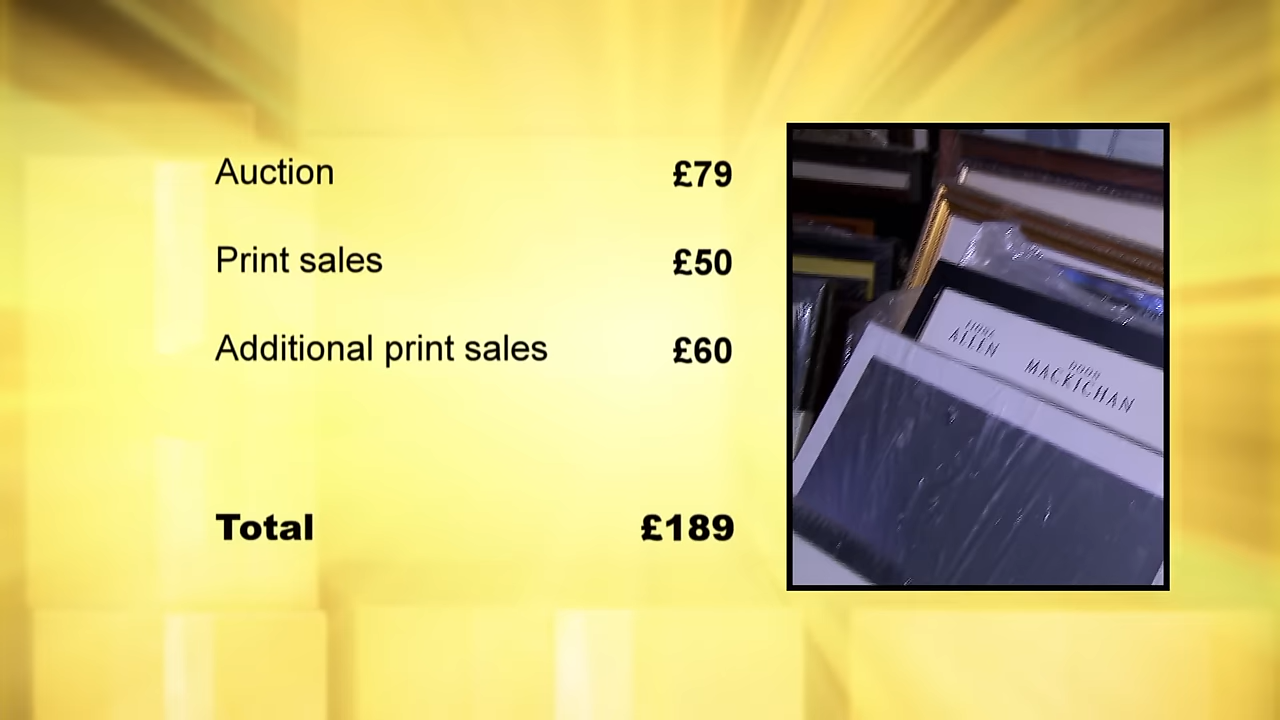 Auction £79
Print sales £50
Additional print sales £60
Total £189
ALLEN
MACKICHAN